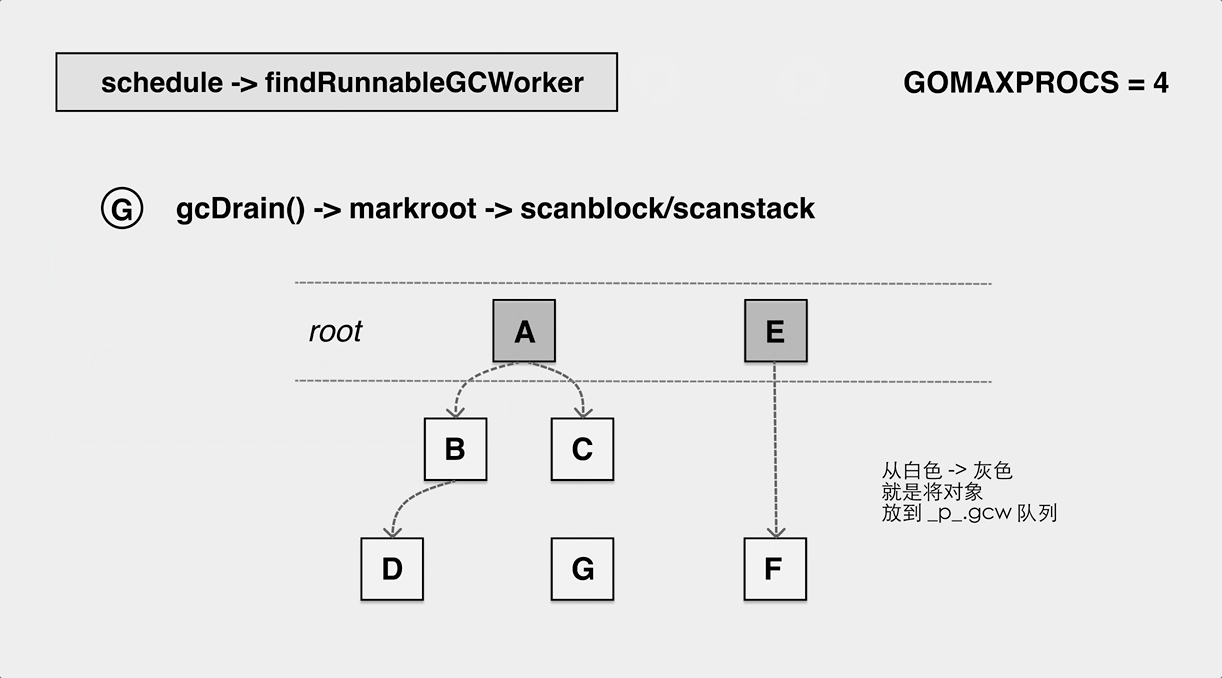 schedule -> findRunnableGCWorker
GOMAXPROCS = 4
G gcDrain() -> markroot -> scanblock/scanstack
root A E
B C
从白色 -> 灰色
就是将对象
放到 _p_.gcw 队列
D G F